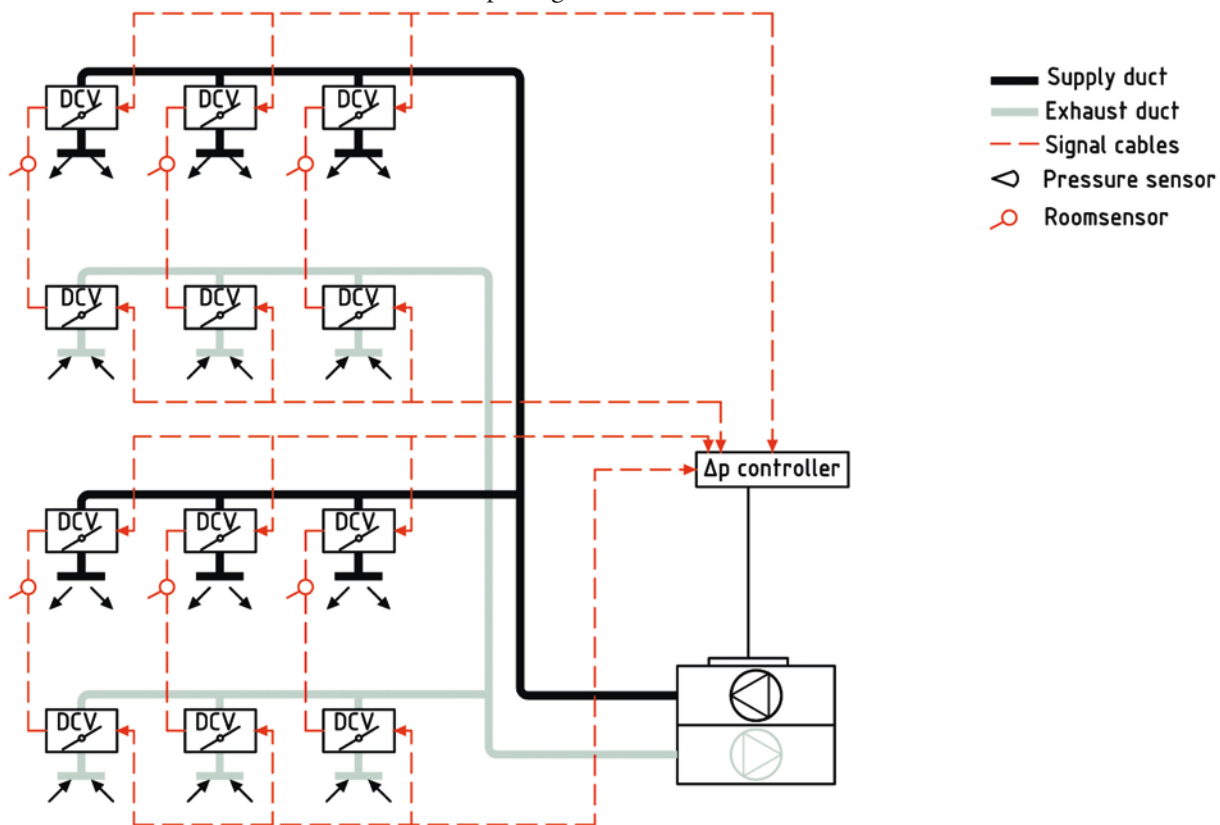 DCV DCV DCV
Supply duct
Exhaust duct
Signal cables
Pressure sensor
Roomsensor
DCV DCV DCV
Δp controller
DCV DCV DCV
DCV DCV DCV